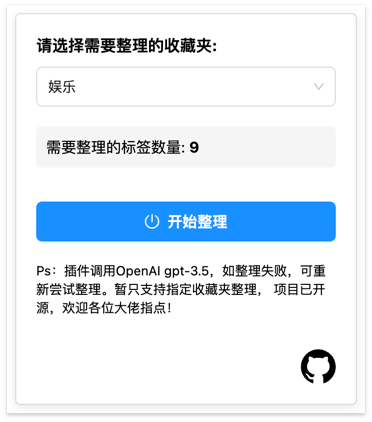 请选择需要整理的收藏夹:
娱乐
需要整理的标签数量: 9
开始整理
Ps：插件调用OpenAI gpt-3.5，如整理失败，可重
新尝试整理。暂只支持指定收藏夹整理， 项目已开
源，欢迎各位大佬指点！